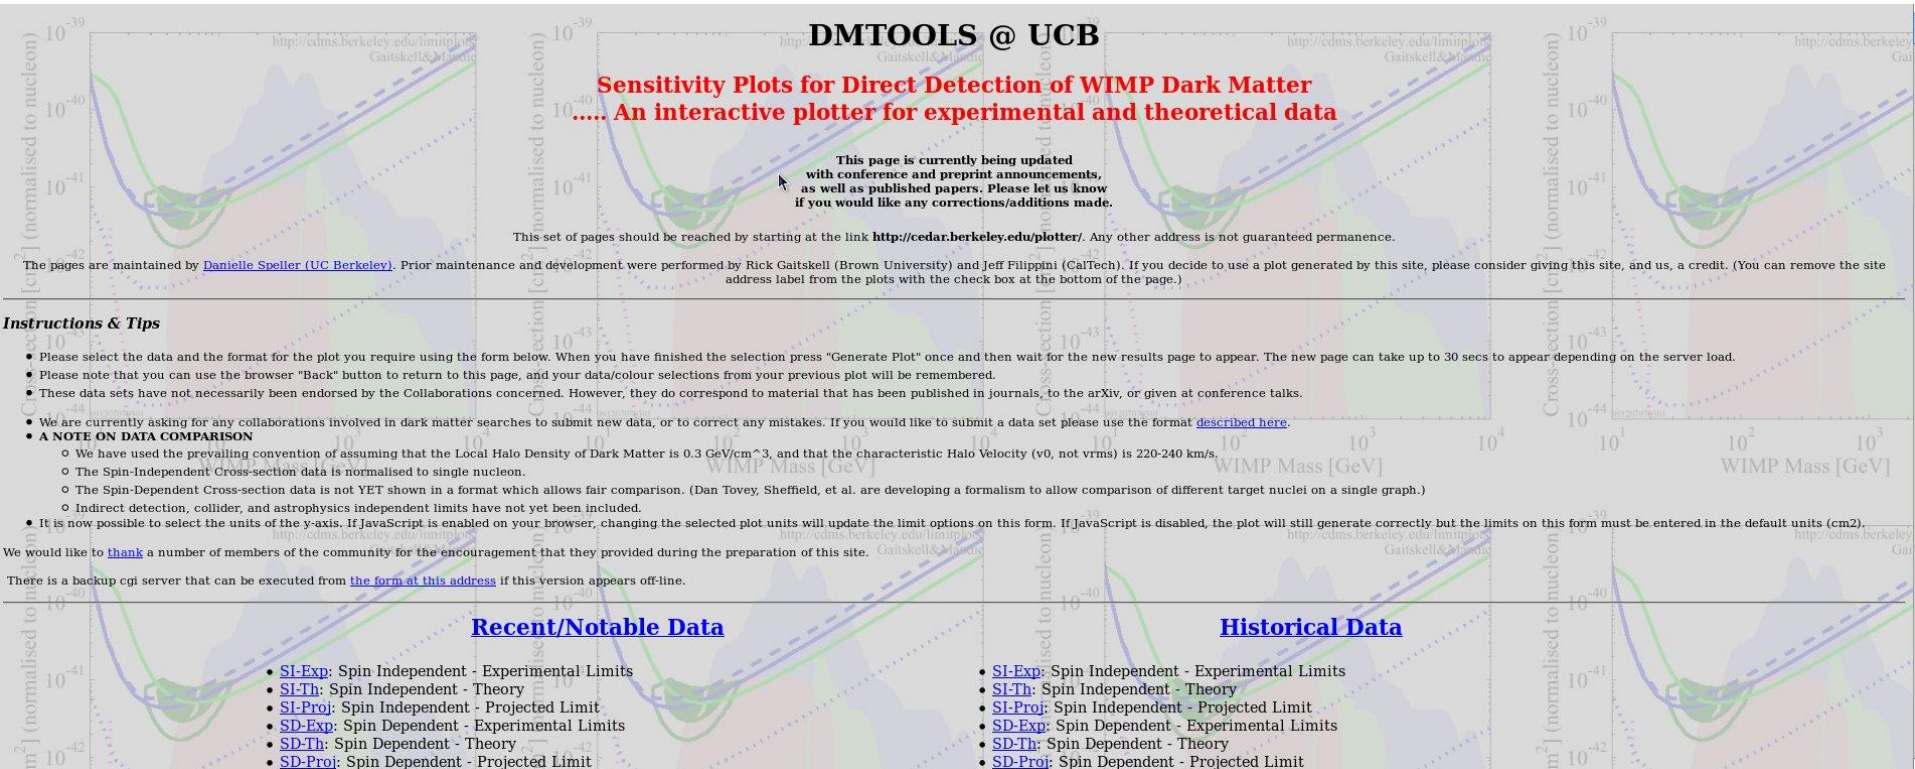 DMTOOLS @ UCB
Sensitivity Plots for Direct Detection of WIMP Dark Matter
..... An interactive plotter for experimental and theoretical data
This page is currently being updated
with conference and preprint announcements,
as well as published papers. Please let us know
if you would like any corrections/additions made.
This set of pages should be reached by starting at the link http://cedar.berkeley.edu/plotter/. Any other address is not guaranteed permanence.
The pages are maintained by Danielle Speller (UC Berkeley). Prior maintenance and development were performed by Rick Gaitskell (Brown University) and Jeff Filippini (CalTech). If you decide to use a plot generated by this site, please consider giving this site, and us, a credit. (You can remove the site
address label from the plots with the check box at the bottom of the page.)
Instructions & Tips
• Please select the data and the format for the plot you require using the form below. When you have finished the selection press "Generate Plot" once and then wait for the new results page to appear. The new page can take up to 30 secs to appear depending on the server load.
• Please note that you can use the browser "Back" button to return to this page, and your data/colour selections from your previous plot will be remembered.
• These data sets have not necessarily been endorsed by the Collaborations concerned. However, they do correspond to material that has been published in journals, to the arXiv, or given at conference talks.
• We are currently asking for any collaborations involved in dark matter searches to submit new data, or to correct any mistakes. If you would like to submit a data set please use the format described here.
• A NOTE ON DATA COMPARISON
○ We have used the prevailing convention of assuming that the Local Halo Density of Dark Matter is 0.3 GeV/cm^3, and that the characteristic Halo Velocity (v0, not vrms) is 220-240 km/s.
○ The Spin-Independent Cross-section data is normalised to single nucleon.
○ The Spin-Dependent Cross-section data is not YET shown in a format which allows fair comparison. (Dan Tovey, Sheffield, et al. are developing a formalism to allow comparison of different target nuclei on a single graph.)
○ Indirect detection, collider, and astrophysics independent limits have not yet been included.
• It is now possible to select the units of the y-axis. If JavaScript is enabled on your browser, changing the selected plot units will update the limit options on this form. If JavaScript is disabled, the plot will still generate correctly but the limits on this form must be entered in the default units (cm2).
We would like to thank a number of members of the community for the encouragement that they provided during the preparation of this site.
There is a backup cgi server that can be executed from the form at this address if this version appears off-line.
Recent/Notable Data
• SI-Exp: Spin Independent - Experimental Limits
• SI-Th: Spin Independent - Theory
• SI-Proj: Spin Independent - Projected Limit
• SD-Exp: Spin Dependent - Experimental Limits
• SD-Th: Spin Dependent - Theory
• SD-Proj: Spin Dependent - Projected Limit
Historical Data
• SI-Exp: Spin Independent - Experimental Limits
• SI-Th: Spin Independent - Theory
• SI-Proj: Spin Independent - Projected Limit
• SD-Exp: Spin Dependent - Experimental Limits
• SD-Th: Spin Dependent - Theory
• SD-Proj: Spin Dependent - Projected Limit